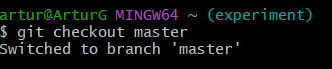 artur@ArturG MINGW64 ~ (experiment)
$ git checkout master
Switched to branch 'master'